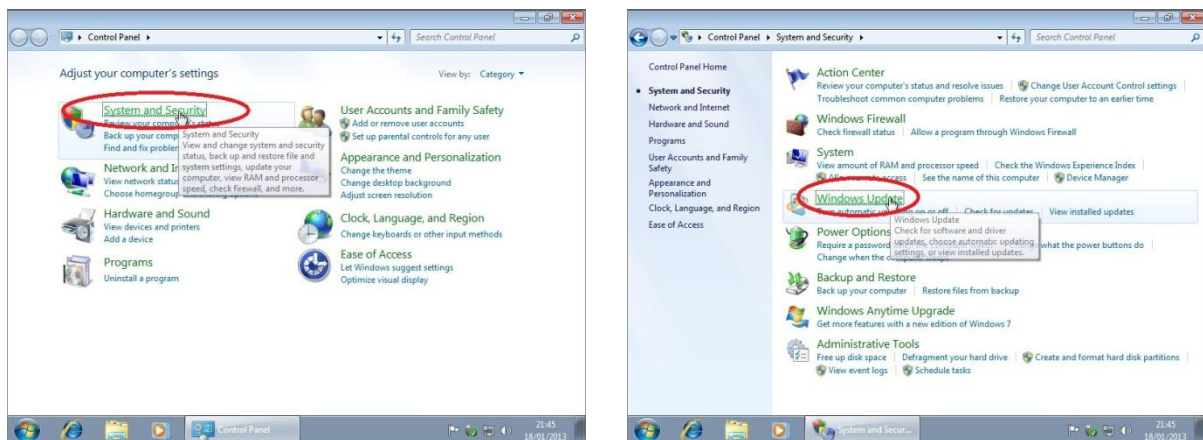 Control Panel
Search Control Panel
Adjust your computer's settings
View by: Category
System and Security
Review your computer's status
Back up your comp
Find and fix problem
System and Security
View and change system and security
status, back up and restore file and
system settings, update your
computer, view RAM and processor
speed, check firewall, and more.
Network and In
View network status
Choose homegroup
Hardware and Sound
View devices and printers
Add a device
Programs
Uninstall a program
User Accounts and Family Safety
Add or remove user accounts
Set up parental controls for any user
Appearance and Personalization
Change the theme
Change desktop background
Adjust screen resolution
Clock, Language, and Region
Change keyboards or other input methods
Ease of Access
Let Windows suggest settings
Optimize visual display
Control Panel
21:45
18/01/2013
Control Panel System and Security
Search Control Panel
Control Panel Home
System and Security
Network and Internet
Hardware and Sound
Programs
User Accounts and Family
Safety
Appearance and
Personalization
Clock, Language, and Region
Ease of Access
Action Center
Review your computer's status and resolve issues Change User Account Control settings
Troubleshoot common computer problems Restore your computer to an earlier time
Windows Firewall
Check firewall status Allow a program through Windows Firewall
System
View amount of RAM and processor speed Check the Windows Experience Index
Allow remote access See the name of this computer Device Manager
Windows Update
Turn automatic updating on or off Check for updates View installed updates
Windows Update
Check for software and driver
updates, choose automatic updating
settings, or view installed updates.
Power Options
Require a password what the power buttons do
Change when the computer sleeps
Backup and Restore
Back up your computer Restore files from backup
Windows Anytime Upgrade
Get more features with a new edition of Windows 7
Administrative Tools
Free up disk space Defragment your hard drive Create and format hard disk partitions
View event logs Schedule tasks
System and Secur...
21:45
18/01/2013